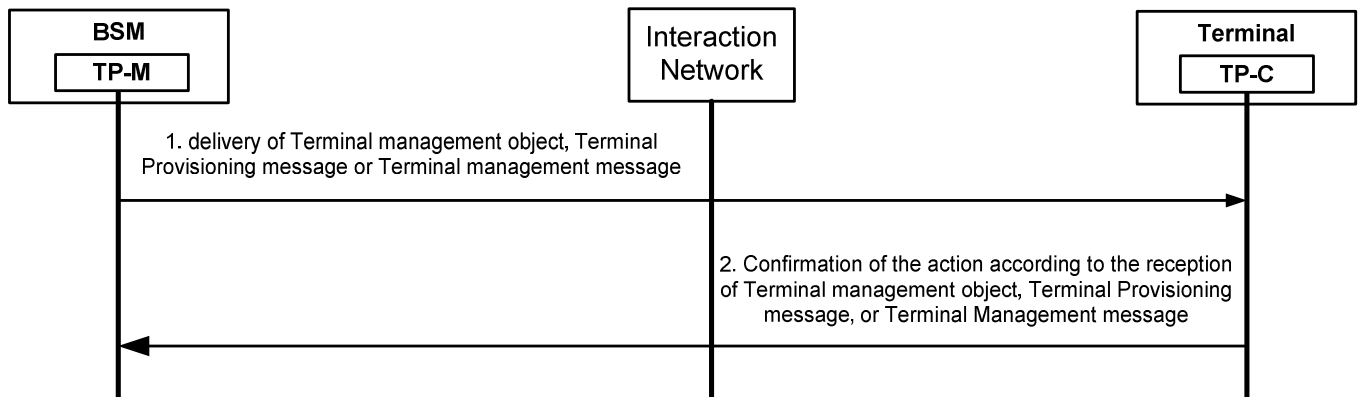 BSM
TP-M
Interaction
Network
Terminal
TP-C
1. delivery of Terminal management object, Terminal
Provisioning message or Terminal management message
2. Confirmation of the action according to the reception
of Terminal management object, Terminal Provisioning
message, or Terminal Management message